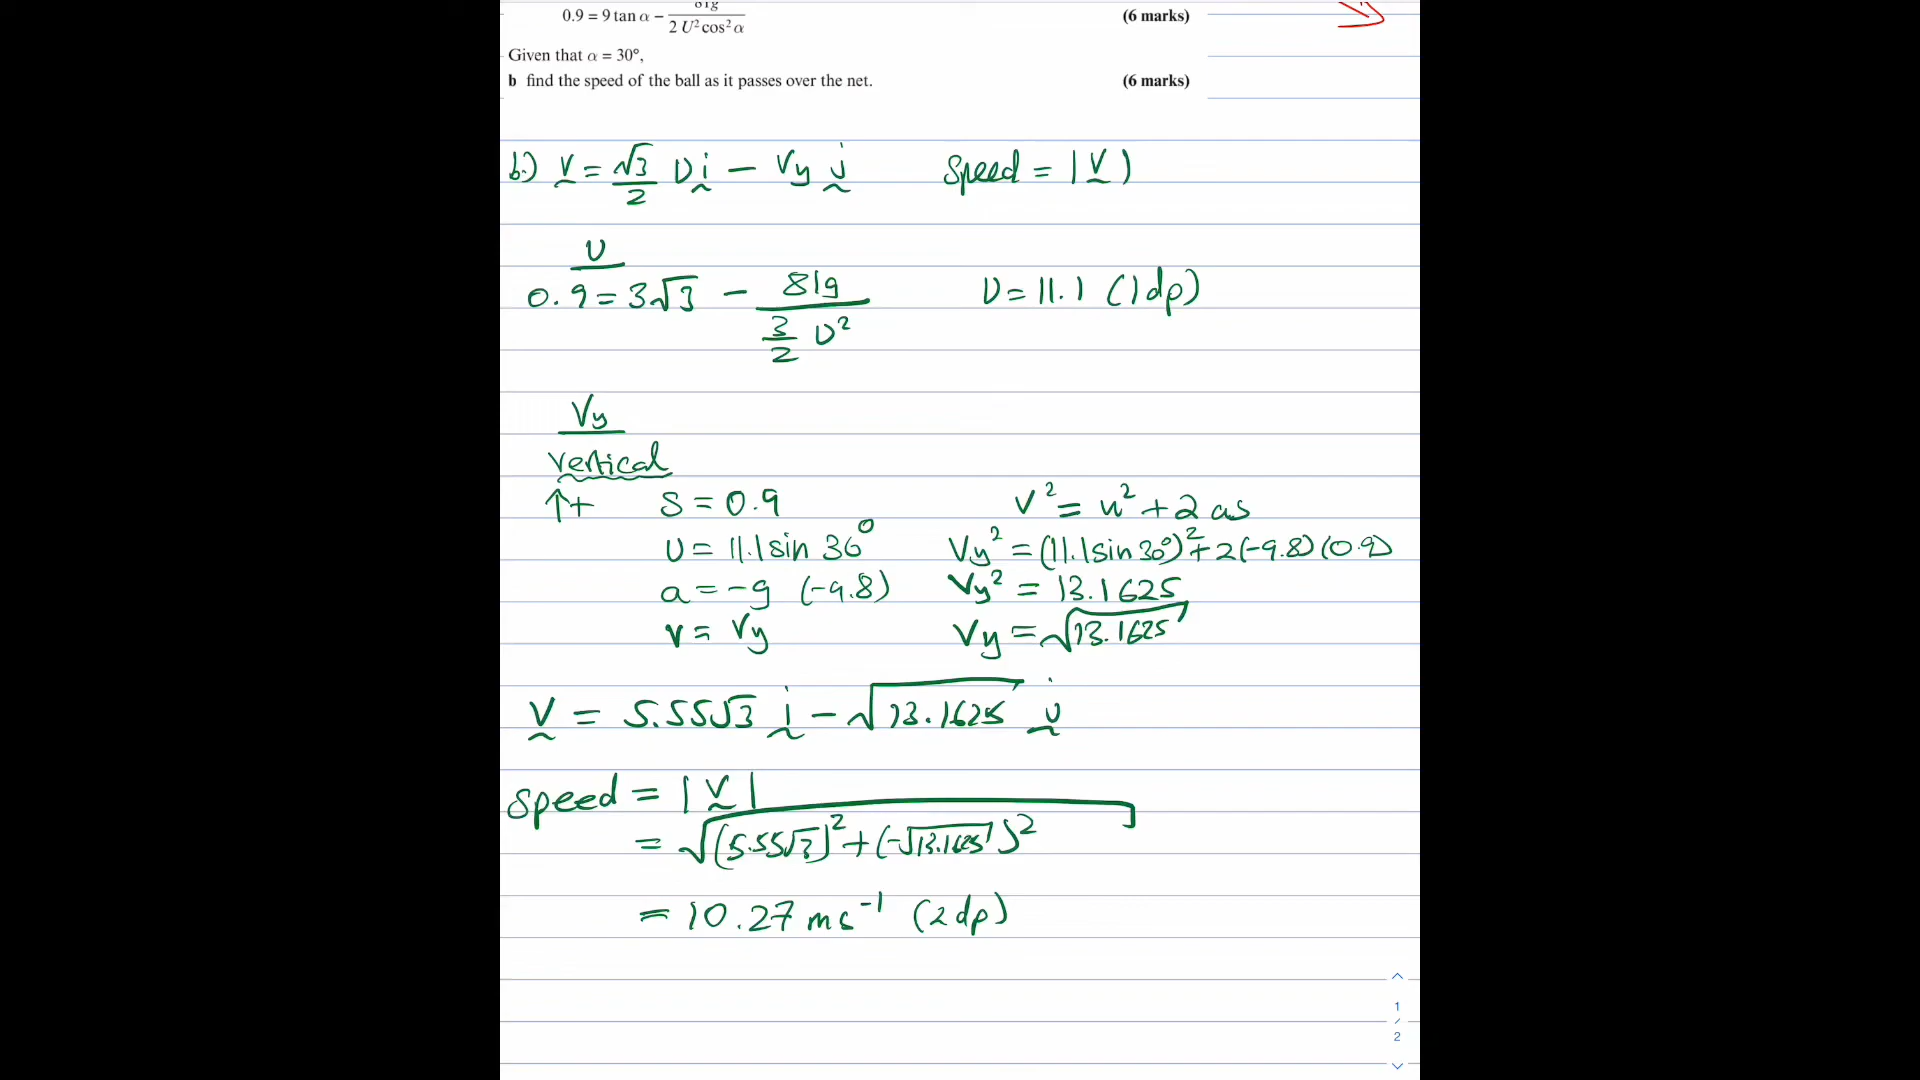 0.9 = 9 tan α − 81g / 2 U² cos² α (6 marks)
Given that α = 30°,
b find the speed of the ball as it passes over the net. (6 marks)
b.) v = √3/2 U i − Vy j speed = |v|
U
0.9 = 3√3 − 81g / (3/2 U²) U = 11.1 (1dp)
Vy
vertical
↑+ S = 0.9 V² = u² + 2as
U = 11.1 sin 30° Vy² = (11.1 sin 30°)² + 2(-9.8)(0.9)
a = -g (-9.8) Vy² = 13.1625
v = Vy Vy = √13.1625
v = 5.55√3 i − √13.1625 j
speed = |v|
= √(5.55√3)² + (-√13.1625)²
= 10.27 ms⁻¹ (2dp)
1
/
2